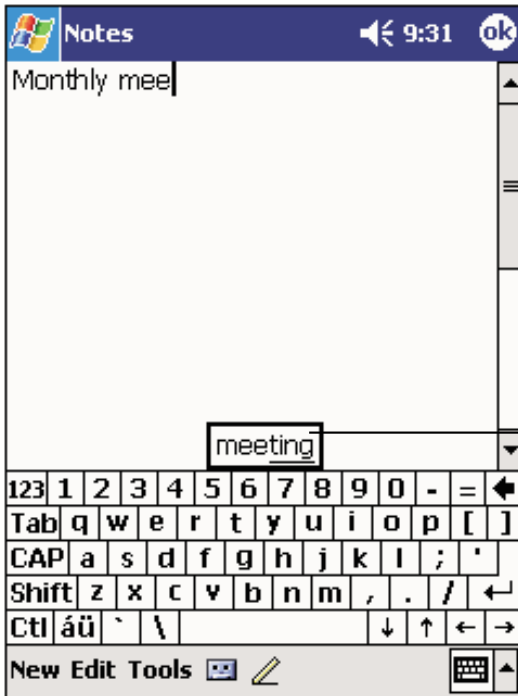 Notes 9:31 ok
Monthly mee
meeting
123 1 2 3 4 5 6 7 8 9 0 - = ←
Tab q w e r t y u i o p [ ]
CAP a s d f g h j k l ; '
Shift z x c v b n m , . / ↵
Ctl áü ` \ ↓ ↑ ← →
New Edit Tools